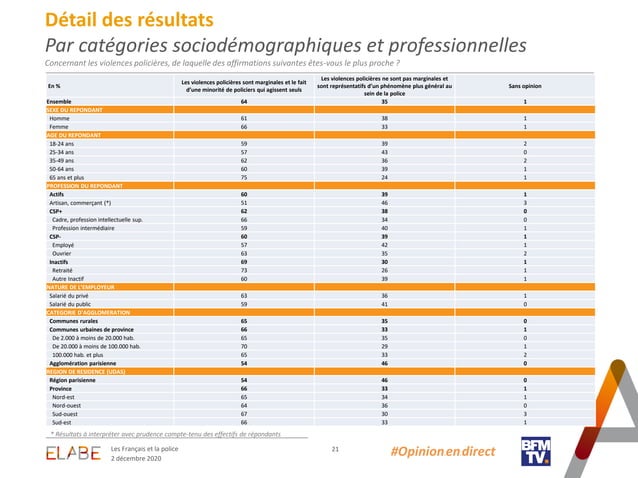 Détail des résultats
Par catégories sociodémographiques et professionnelles
Concernant les violences policières, de laquelle des affirmations suivantes êtes-vous le plus proche ?
En % Les violences policières sont marginales et le fait d'une minorité de policiers qui agissent seuls Les violences policières ne sont pas marginales et sont représentatifs d'un phénomène plus général au sein de la police Sans opinion
Ensemble 64 35 1
SEXE DU REPONDANT
Homme 61 38 1
Femme 66 33 1
AGE DU REPONDANT
18-24 ans 59 39 2
25-34 ans 57 43 0
35-49 ans 62 36 2
50-64 ans 60 39 1
65 ans et plus 75 24 1
PROFESSION DU REPONDANT
Actifs 60 39 1
Artisan, commerçant (*) 51 46 3
CSP+ 62 38 0
Cadre, profession intellectuelle sup. 66 34 0
Profession intermédiaire 59 40 1
CSP- 60 39 1
Employé 57 42 1
Ouvrier 63 35 2
Inactifs 69 30 1
Retraité 73 26 1
Autre Inactif 60 39 1
NATURE DE L'EMPLOYEUR
Salarié du privé 63 36 1
Salarié du public 59 41 0
CATEGORIE D'AGGLOMERATION
Communes rurales 65 35 0
Communes urbaines de province 66 33 1
De 2.000 à moins de 20.000 hab. 65 35 0
De 20.000 à moins de 100.000 hab. 70 29 1
100.000 hab. et plus 65 33 2
Agglomération parisienne 54 46 0
REGION DE RESIDENCE (UDA5)
Région parisienne 54 46 0
Province 66 33 1
Nord-est 65 34 1
Nord-ouest 64 36 0
Sud-ouest 67 30 3
Sud-est 66 33 1
* Résultats à interpréter avec prudence compte-tenu des effectifs de répondants
ELABE Les Français et la police 21 #Opinion en direct BFM TV.
2 décembre 2020